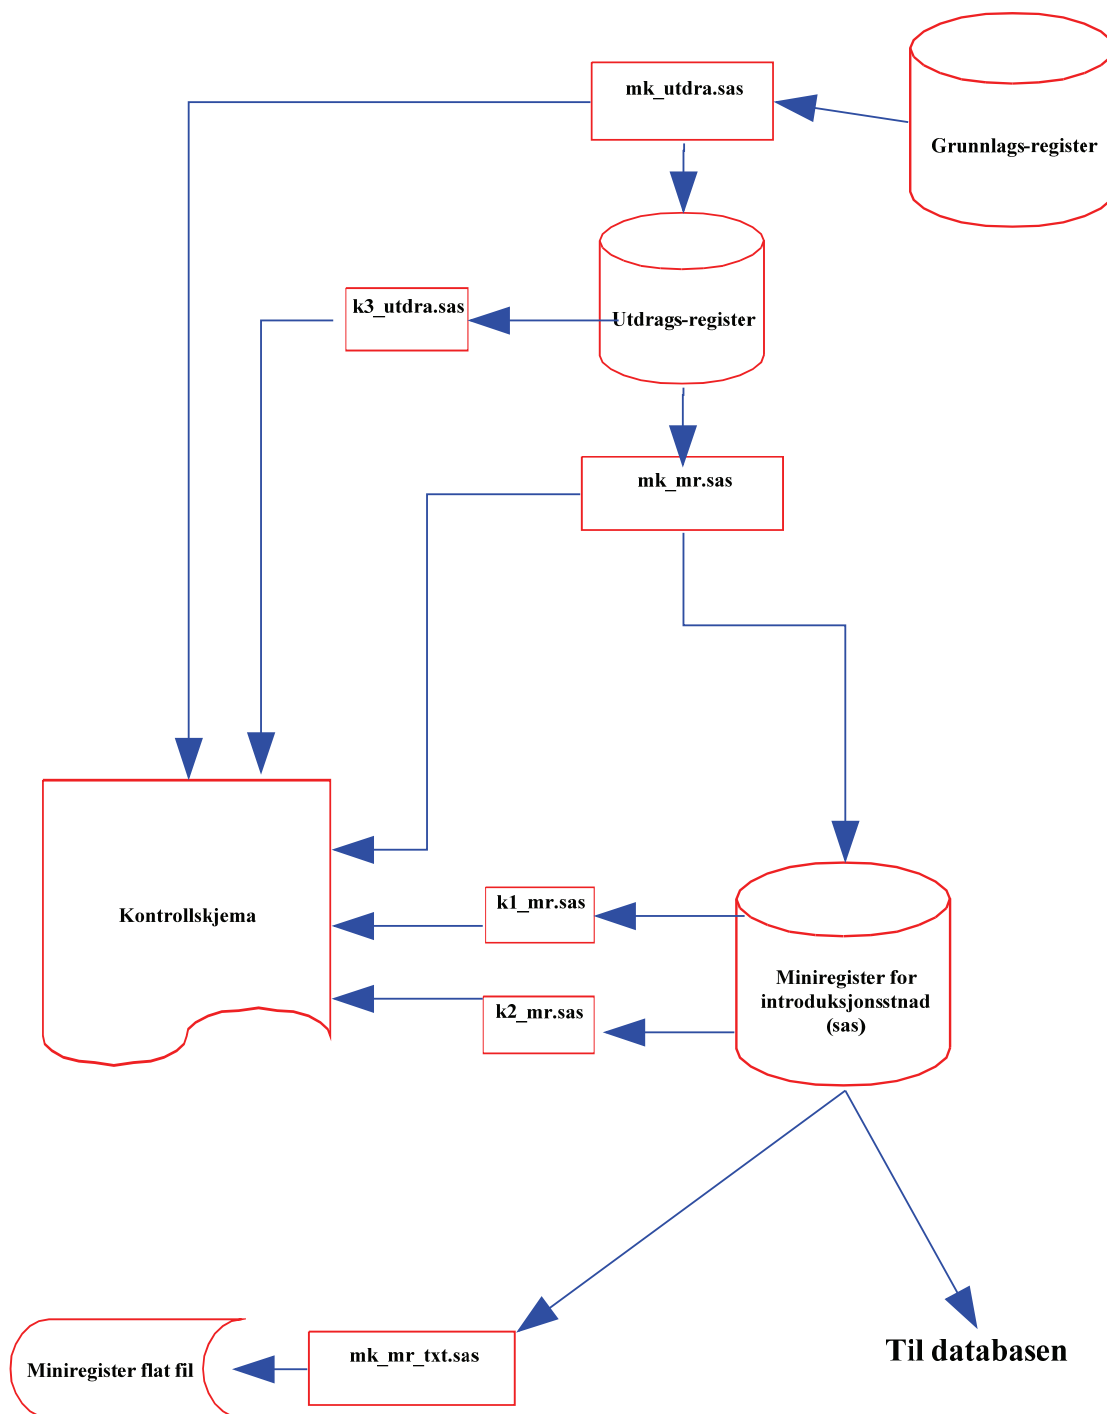 mk_utdra.sas
Grunnlags-register
k3_utdra.sas
Utdrags-register
mk_mr.sas
Kontrollskjema
k1_mr.sas
k2_mr.sas
Miniregister for
introduksjonsstnad
(sas)
Til databasen
mk_mr_txt.sas
Miniregister flat fil